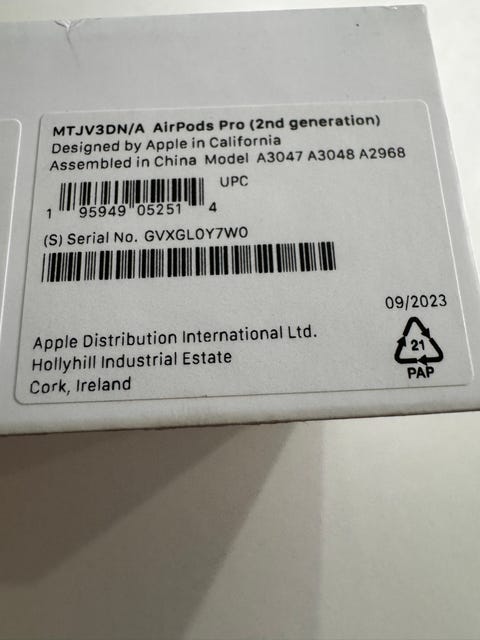 MTJV3DN/A AirPods Pro (2nd generation)
Designed by Apple in California
Assembled in China Model A3047 A3048 A2968
UPC
1 95949 05251 4
(S) Serial No. GVXGL0Y7W0
09/2023
Apple Distribution International Ltd.
Hollyhill Industrial Estate
Cork, Ireland
21
PAP